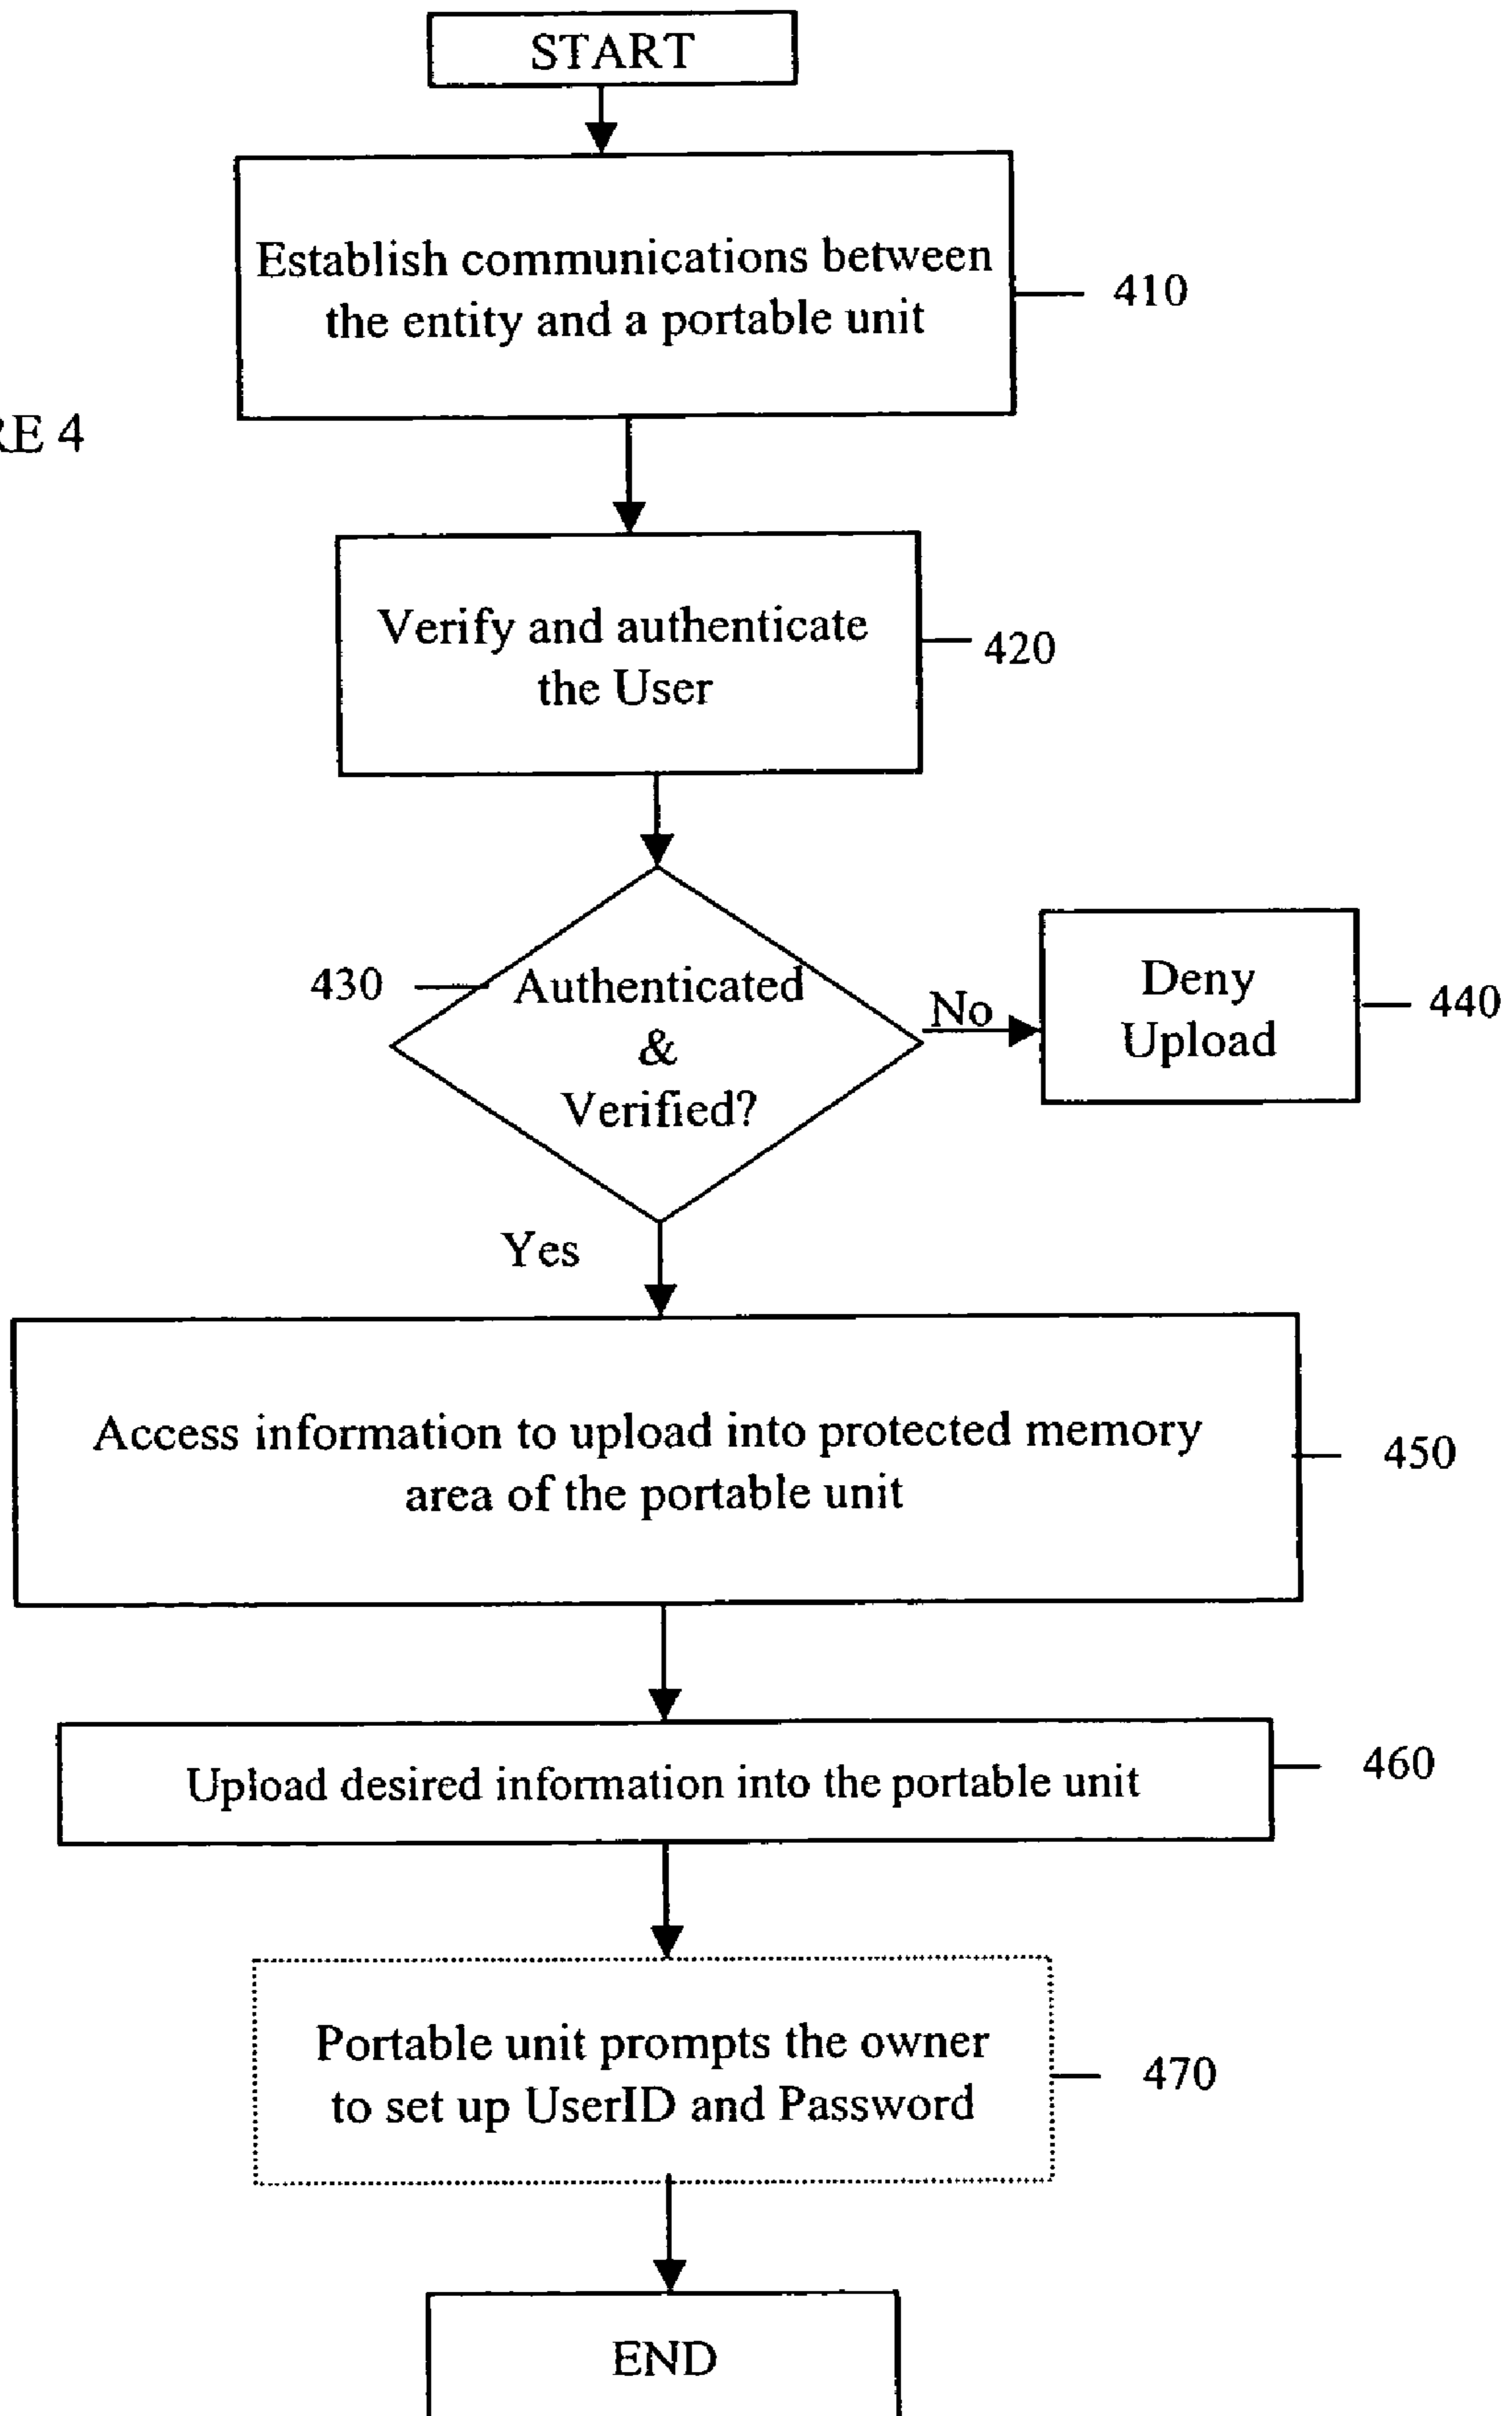 START
Establish communications between
the entity and a portable unit
410
RE 4
Verify and authenticate
the User
420
430
Authenticated
&
Verified?
No
Deny
Upload
440
Yes
Access information to upload into protected memory
area of the portable unit
450
Upload desired information into the portable unit
460
Portable unit prompts the owner
to set up UserID and Password
470
END